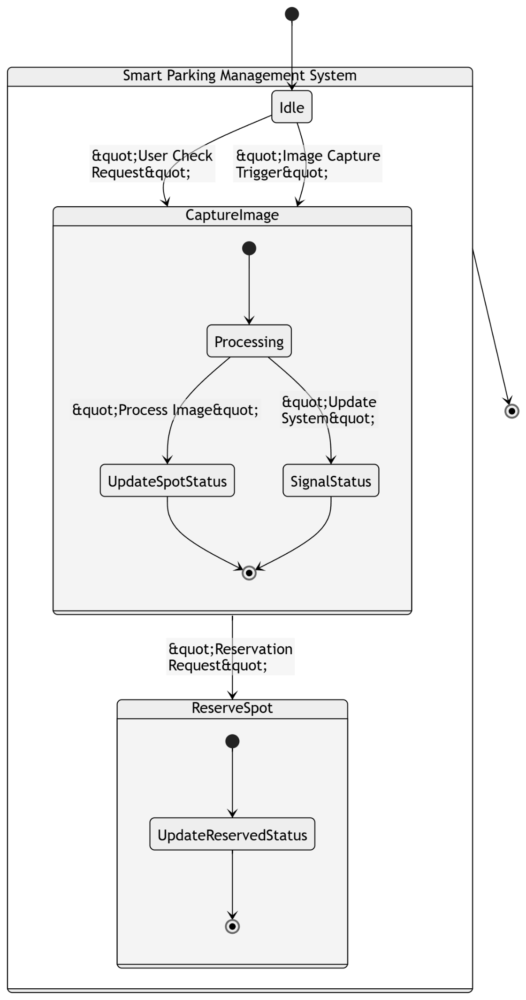 Smart Parking Management System
Idle
&quot;User Check
Request&quot;
&quot;Image Capture
Trigger&quot;
CaptureImage
Processing
&quot;Process Image&quot;
&quot;Update
System&quot;
UpdateSpotStatus
SignalStatus
&quot;Reservation
Request&quot;
ReserveSpot
UpdateReservedStatus